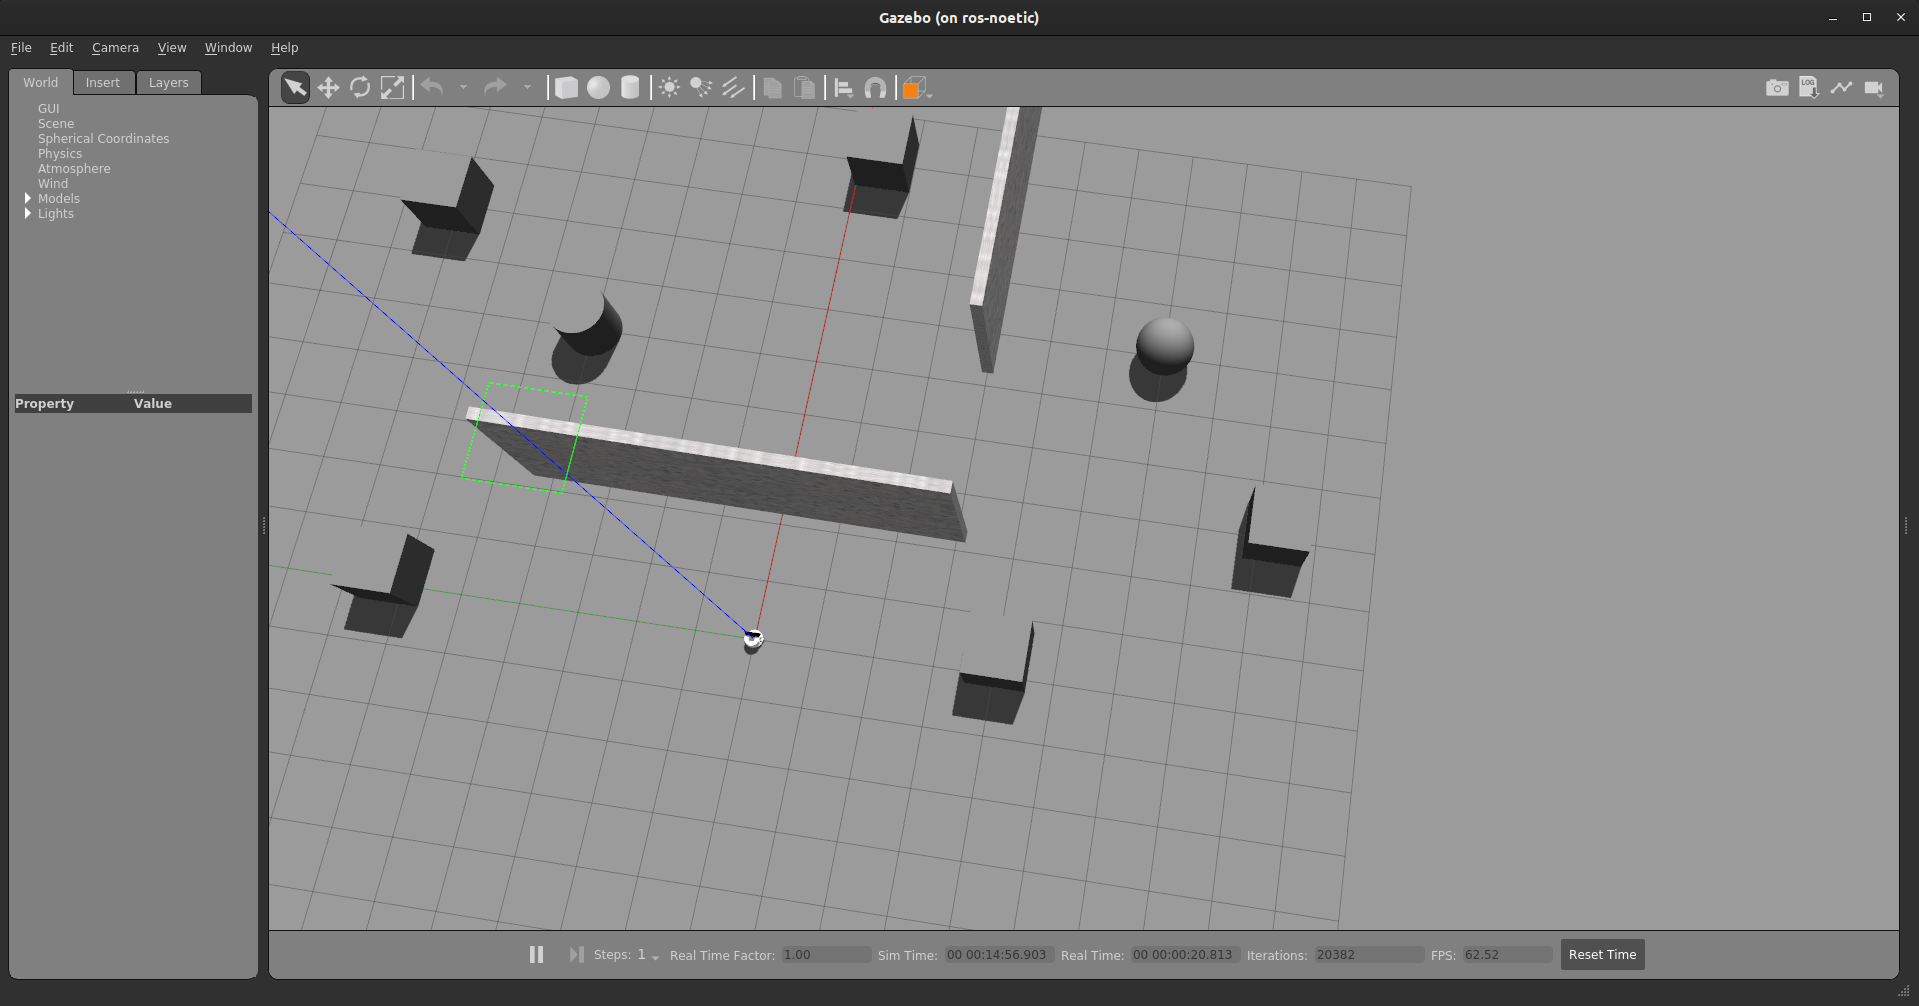 Gazebo (on ros-noetic)
File Edit Camera View Window Help
World Insert Layers
GUI
Scene
Spherical Coordinates
Physics
Atmosphere
Wind
Models
Lights
Property Value
LOG
Steps: 1 Real Time Factor: 1.00 Sim Time: 00 00:14:56.903 Real Time: 00 00:00:20.813 Iterations: 20382 FPS: 62.52 Reset Time